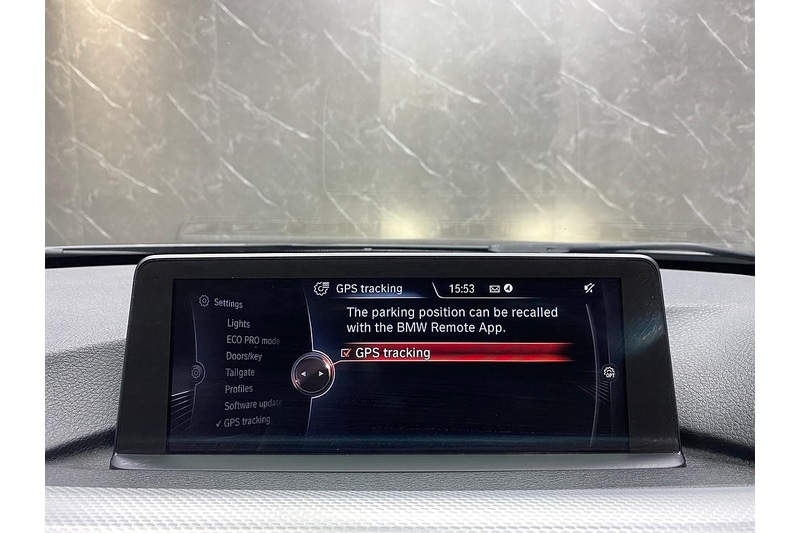 GPS tracking 15:53 4
Settings
The parking position can be recalled
with the BMW Remote App.
Lights
ECO PRO mode
Doors/key
GPS tracking
Tailgate
Profiles
Software update
GPS tracking